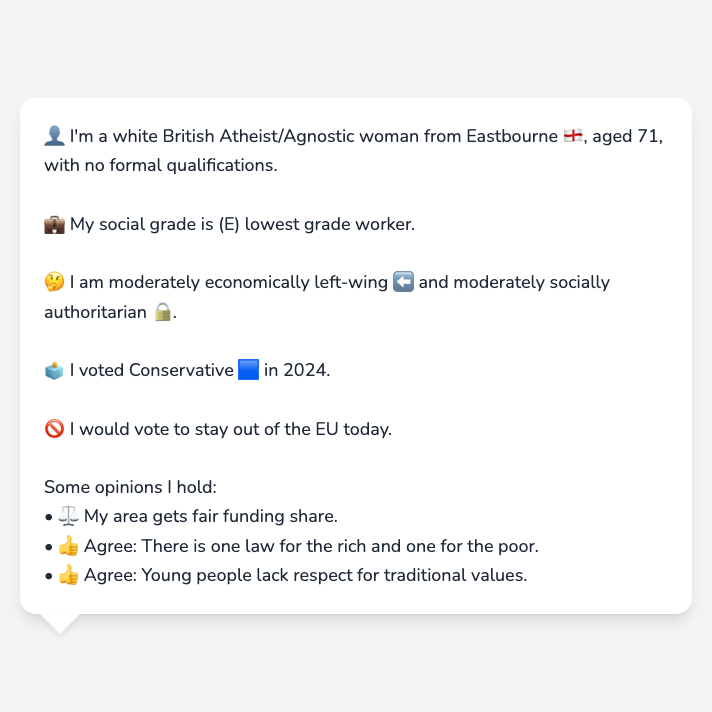 👤 I'm a white British Atheist/Agnostic woman from Eastbourne 🏴󠁧󠁢󠁥󠁮󠁧󠁿, aged 71,
with no formal qualifications.
💼 My social grade is (E) lowest grade worker.
🤔 I am moderately economically left-wing ⬅️ and moderately socially
authoritarian 🔒.
🗳️ I voted Conservative 🟦 in 2024.
🚫 I would vote to stay out of the EU today.
Some opinions I hold:
• ⚖️ My area gets fair funding share.
• 👍 Agree: There is one law for the rich and one for the poor.
• 👍 Agree: Young people lack respect for traditional values.